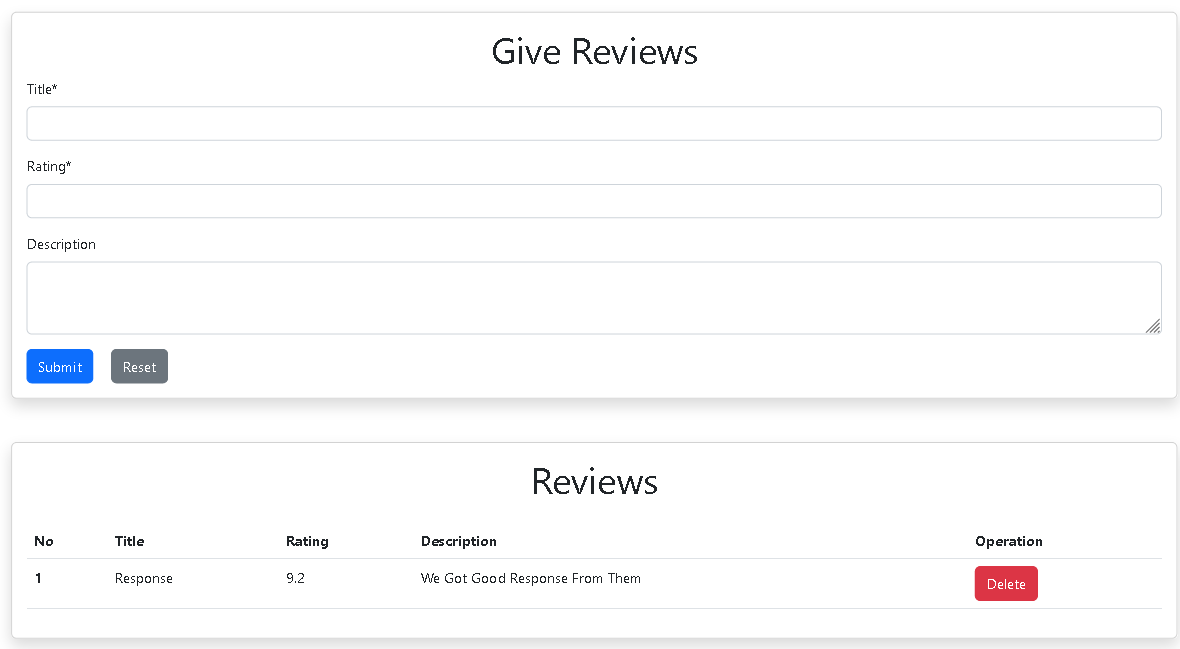 Give Reviews
Title*
Rating*
Description
Submit Reset
Reviews
No Title Rating Description Operation
1 Response 9.2 We Got Good Response From Them Delete